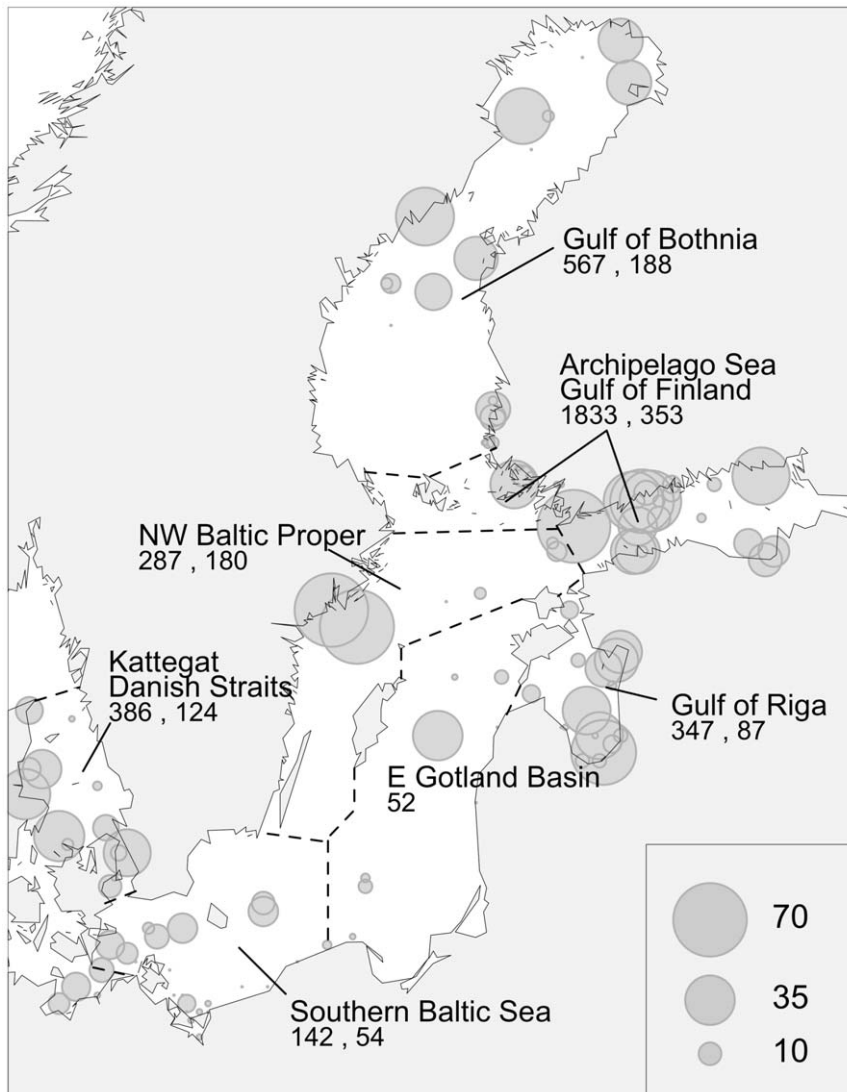 Gulf of Bothnia
567 , 188
Archipelago Sea
Gulf of Finland
1833 , 353
NW Baltic Proper
287 , 180
Kattegat
Danish Straits
386 , 124
Gulf of Riga
347 , 87
E Gotland Basin
52
Southern Baltic Sea
142 , 54
70
35
10